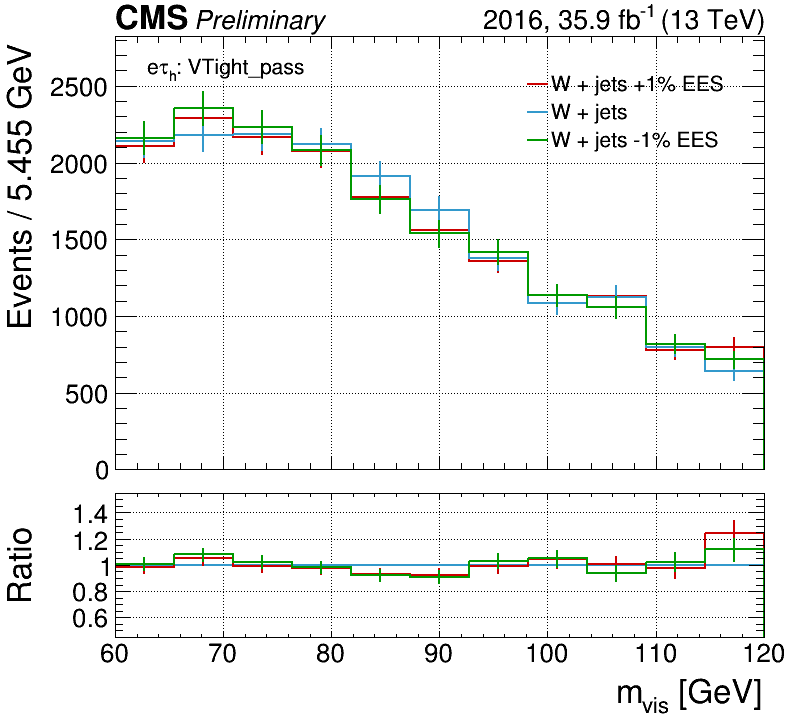 CMS Preliminary 2016, 35.9 fb⁻¹ (13 TeV)
eτₕ: VTight_pass
W + jets +1% EES
W + jets
W + jets -1% EES
Events / 5.455 GeV
2500
2000
1500
1000
500
0
Ratio
1.4
1.2
1
0.8
0.6
60 70 80 90 100 110 120
m_vis [GeV]